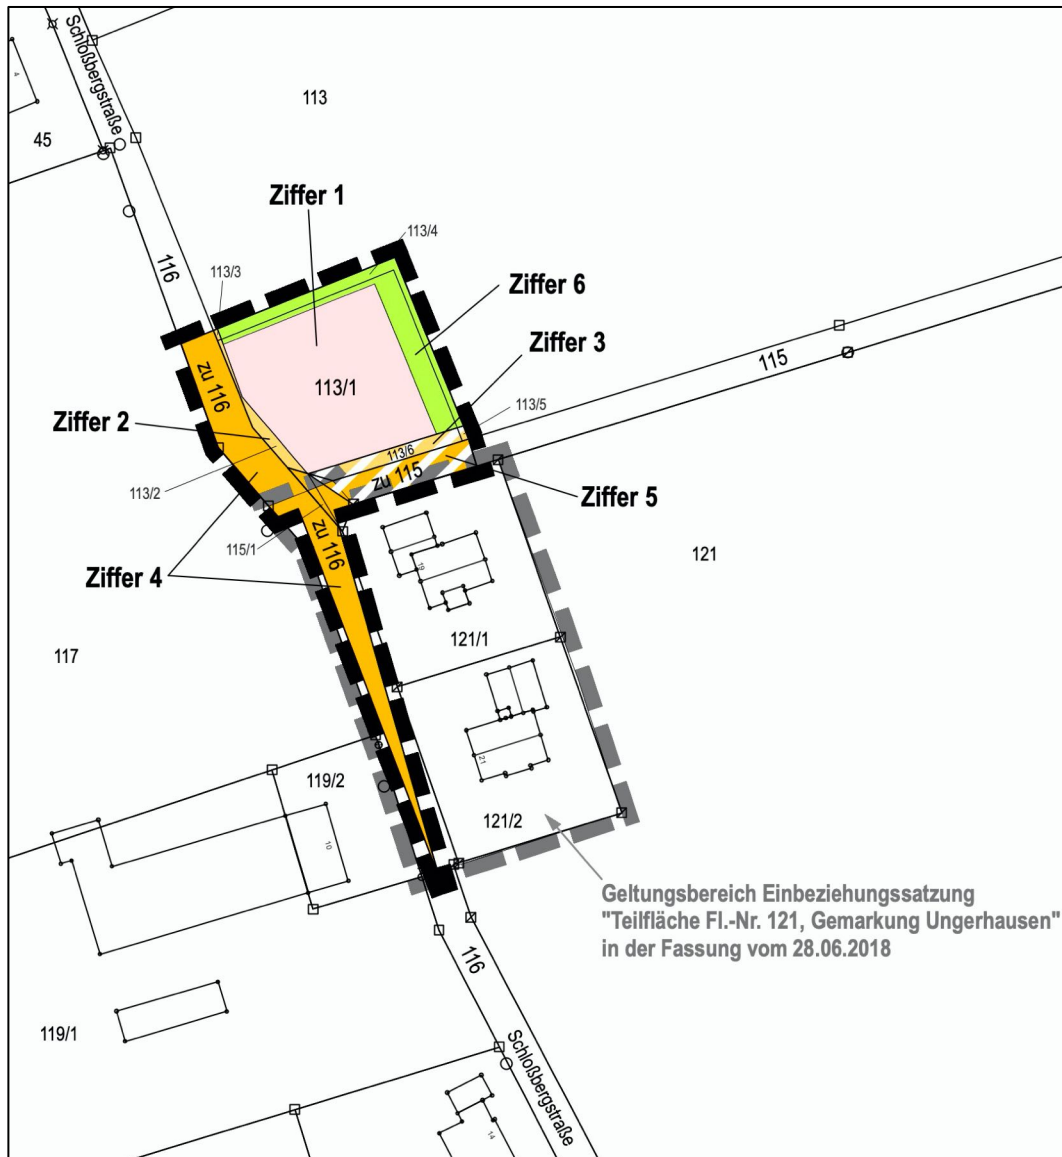 Schloßbergstraße
4
113
45
Ziffer 1
113/4
116
113/3
Ziffer 6
Ziffer 3
115
zu 116
113/1
113/5
Ziffer 2
113/6
zu 115
113/2
Ziffer 5
zu 116
115/1
121
Ziffer 4
19
121/1
117
21
119/2
10
121/2
Geltungsbereich Einbeziehungssatzung
"Teilfläche Fl.-Nr. 121, Gemarkung Ungerhausen"
in der Fassung vom 28.06.2018
116
119/1
Schloßbergstraße
14